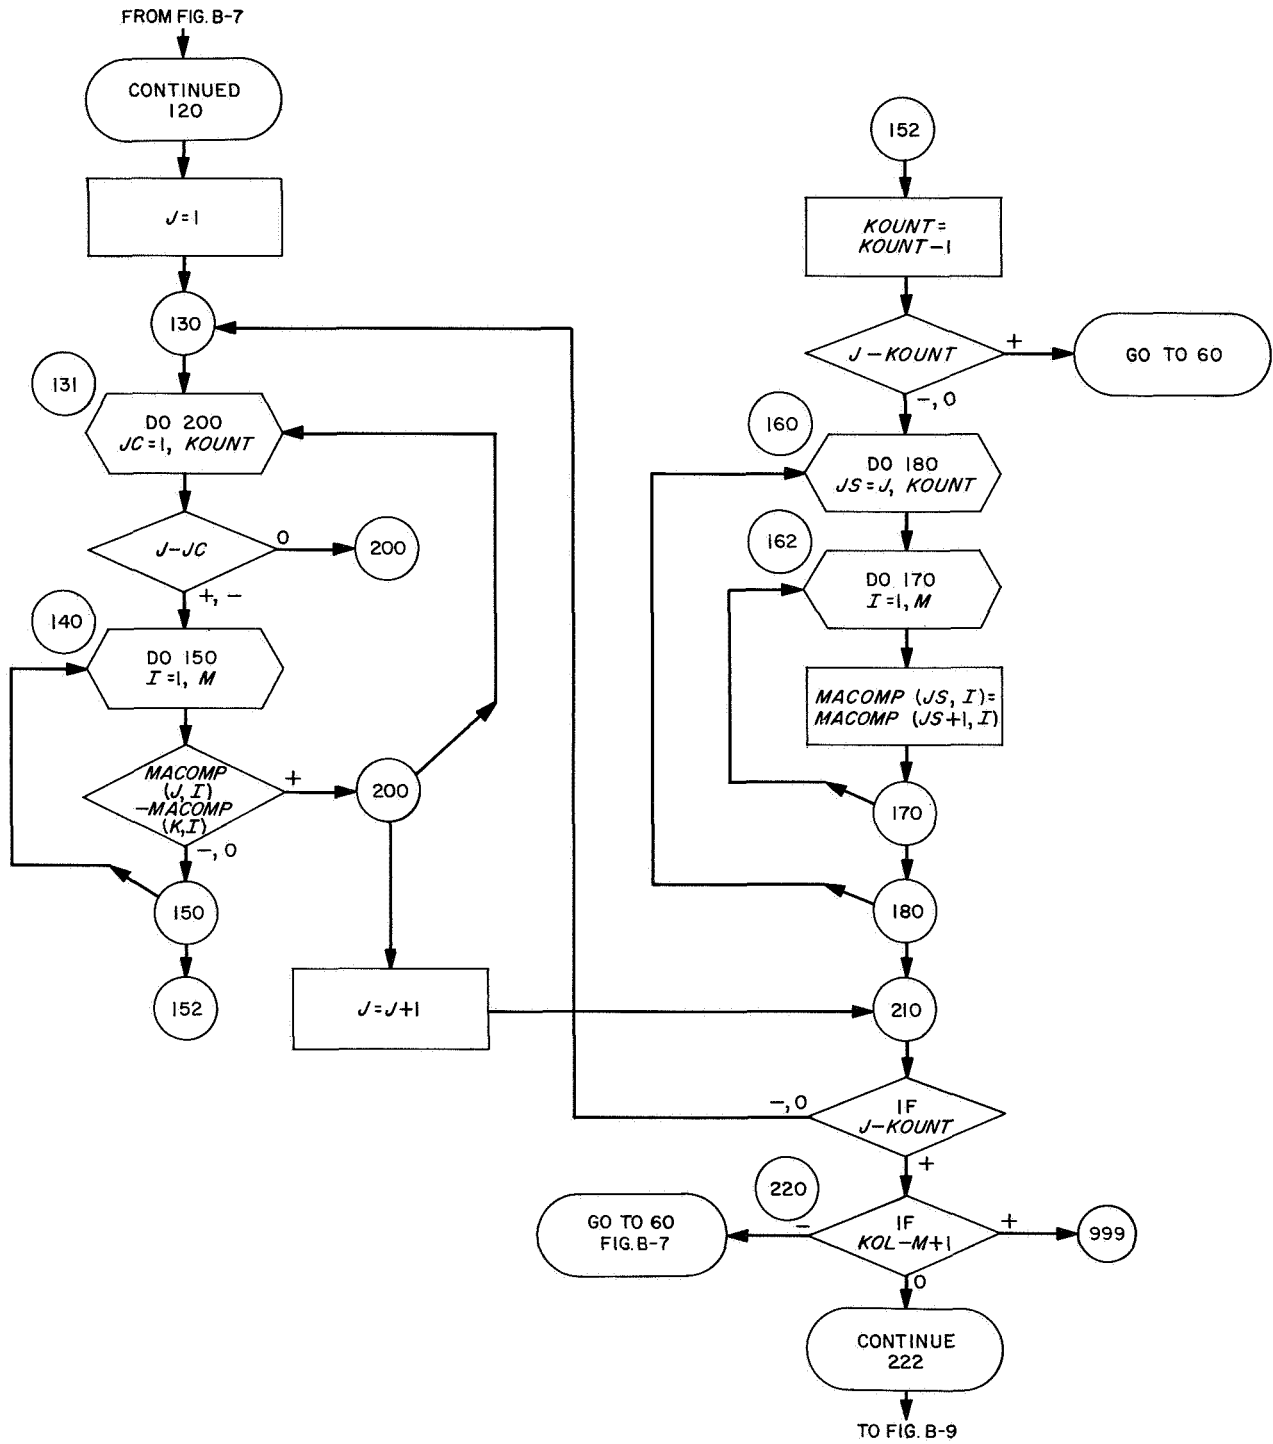 FROM FIG. B-7
CONTINUED
120
J=1
130
131
DO 200
JC=1, KOUNT
J-JC
0
200
+, -
140
DO 150
I=1, M
MACOMP
(J, I)
-MACOMP
(K,I)
+
200
-, 0
150
152
J=J+1
152
KOUNT=
KOUNT-1
J-KOUNT
+
GO TO 60
-, 0
160
DO 180
JS=J, KOUNT
162
DO 170
I=1, M
MACOMP (JS, I)=
MACOMP (JS+1, I)
170
180
210
IF
J-KOUNT
-, 0
+
220
IF
KOL-M+1
-
GO TO 60
FIG. B-7
+
999
0
CONTINUE
222
TO FIG. B-9